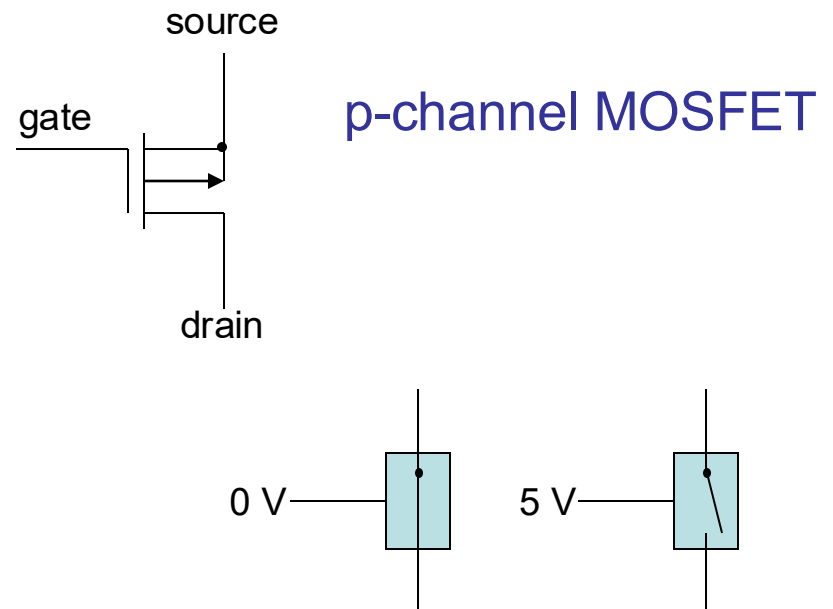 source
gate
p-channel MOSFET
drain
0 V
5 V